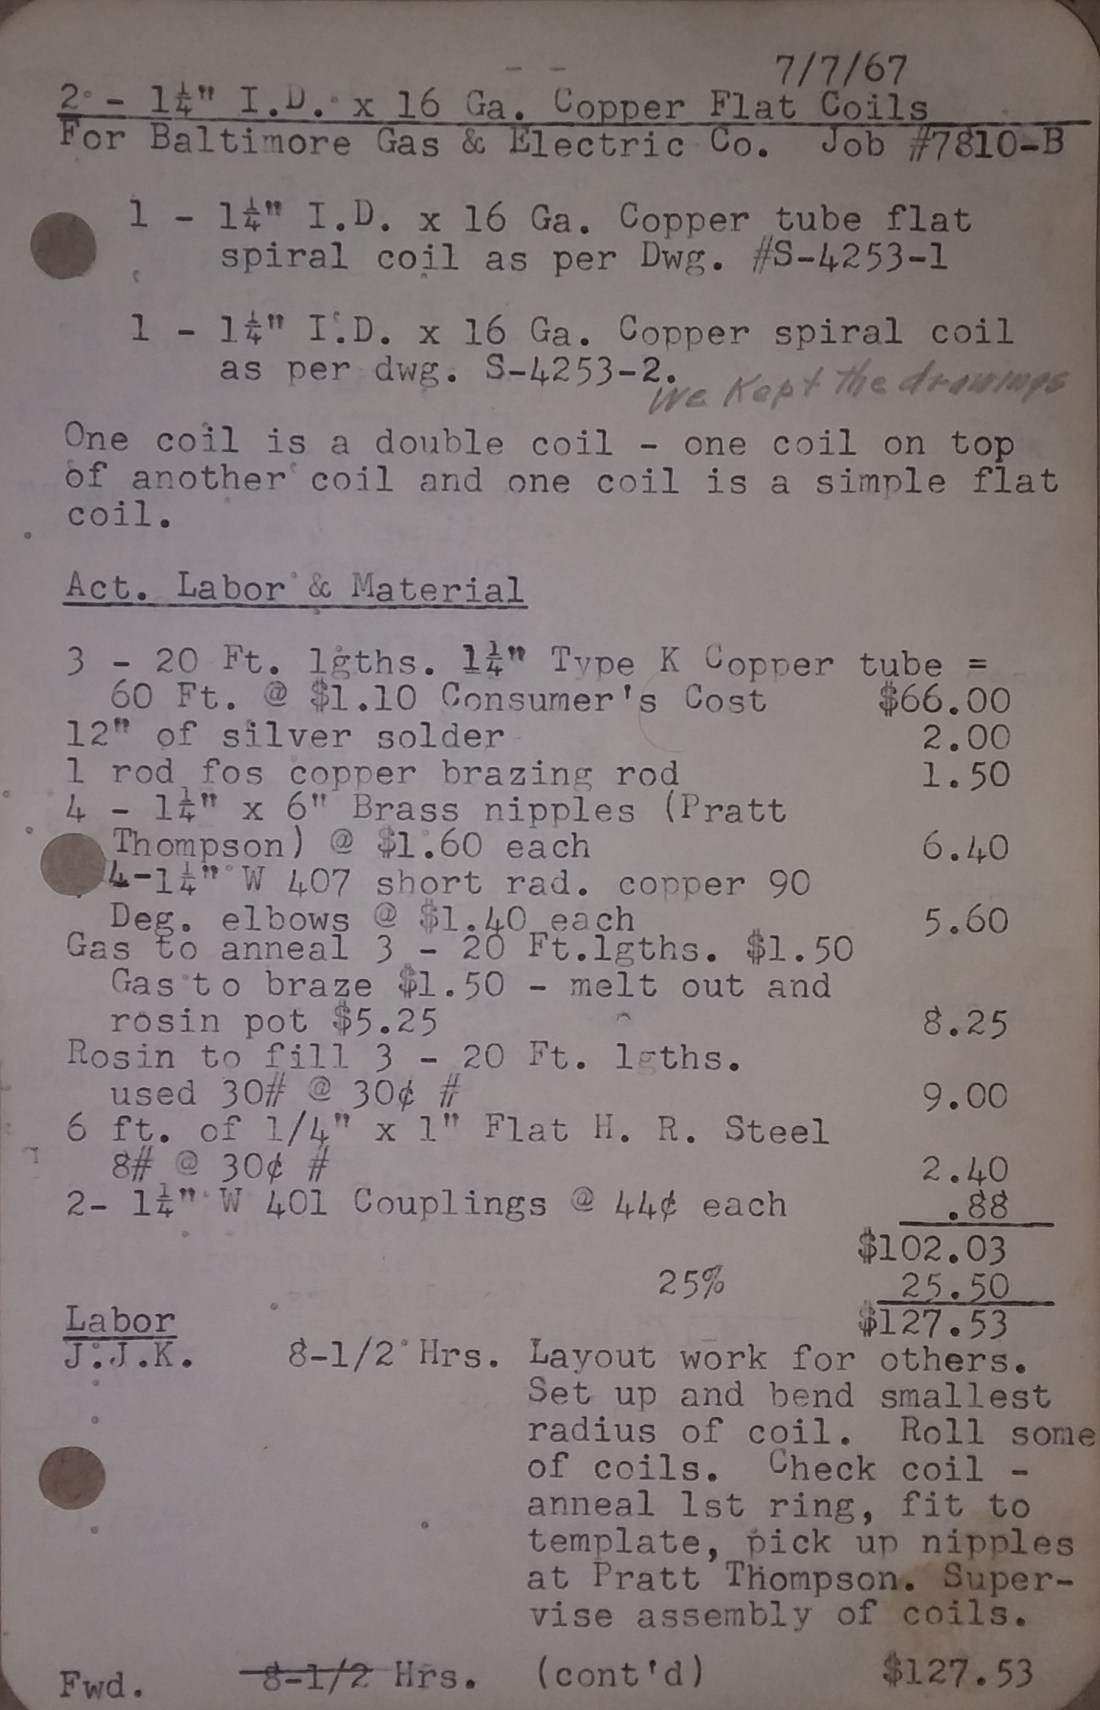 7/7/67
2 - 1¼" I.D. x 16 Ga. Copper Flat Coils
For Baltimore Gas & Electric Co. Job #7810-B
1 - 1¼" I.D. x 16 Ga. Copper tube flat
spiral coil as per Dwg. #S-4253-1
1 - 1¼" I.D. x 16 Ga. Copper spiral coil
as per dwg. S-4253-2.
We Kept the drawings
One coil is a double coil - one coil on top
of another coil and one coil is a simple flat
coil.
Act. Labor & Material
3 - 20 Ft. lgths. 1¼" Type K Copper tube =
60 Ft. @ $1.10 Consumer's Cost $66.00
12" of silver solder 2.00
1 rod fos copper brazing rod 1.50
4 - 1¼" x 6" Brass nipples (Pratt
Thompson) @ $1.60 each 6.40
4-1¼" W 407 short rad. copper 90
Deg. elbows @ $1.40 each 5.60
Gas to anneal 3 - 20 Ft.lgths. $1.50
Gas to braze $1.50 - melt out and
rosin pot $5.25 8.25
Rosin to fill 3 - 20 Ft. lgths.
used 30# @ 30¢ # 9.00
6 ft. of 1/4" x 1" Flat H. R. Steel
8# @ 30¢ # 2.40
2- 1¼" W 401 Couplings @ 44¢ each .88
$102.03
25% 25.50
$127.53
Labor
J.J.K. 8-1/2 Hrs. Layout work for others.
Set up and bend smallest
radius of coil. Roll some
of coils. Check coil -
anneal 1st ring, fit to
template, pick up nipples
at Pratt Thompson. Super-
vise assembly of coils.
Fwd. 8-1/2 Hrs. (cont'd) $127.53